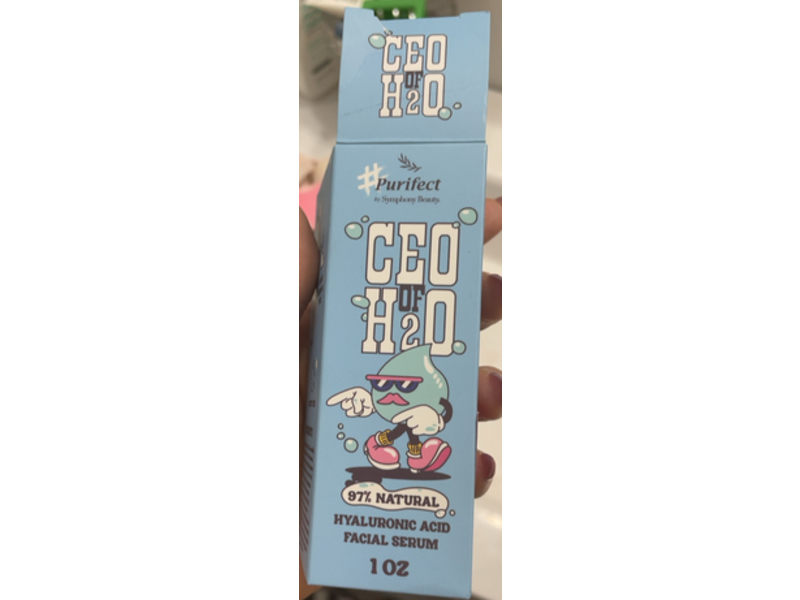 CEO
OF
H2O
#Purifect
by Symphony Beauty.
CEO
OF
H2O
97% NATURAL
HYALURONIC ACID
FACIAL SERUM
1 OZ